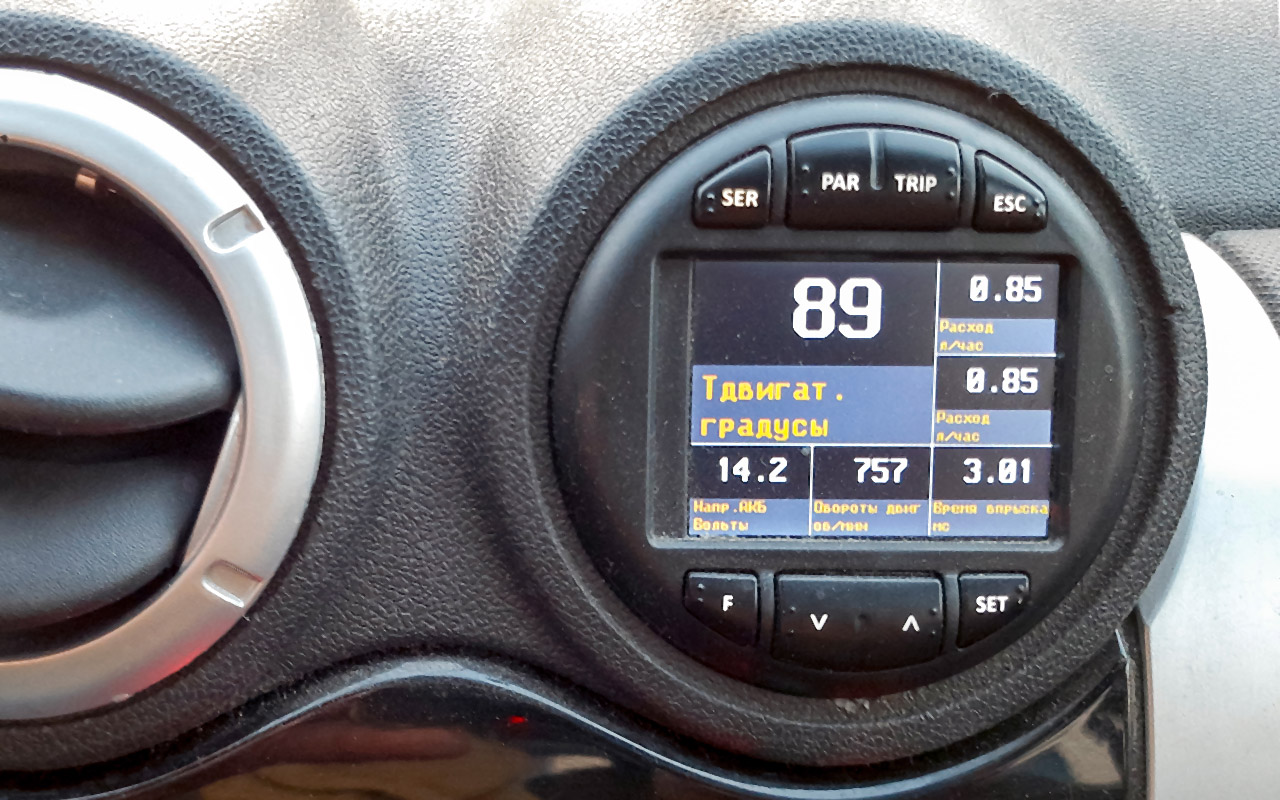 SER PAR TRIP ESC
89
Тдвигат.
градусы
0.85
Расход
л/час
0.85
Расход
л/час
14.2
Напр.АКБ
Вольты
757
Обороты двиг
об/мин
3.01
Время впрыска
мс
F V Λ SET